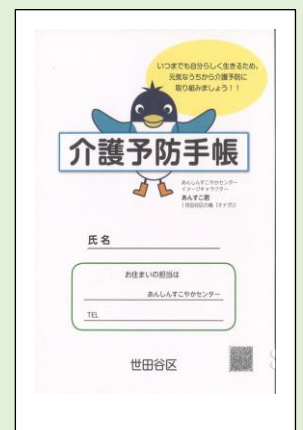 いつまでも自分らしく生きるため、
元気なうちから介護予防に
取り組みましょう！！
介護予防手帳
あんしんすこやかセンター
イメージキャラクター
あんすこ君
(世田谷区の鳥「オナガ」)
氏名
お住まいの担当は
あんしんすこやかセンター
TEL
世田谷区